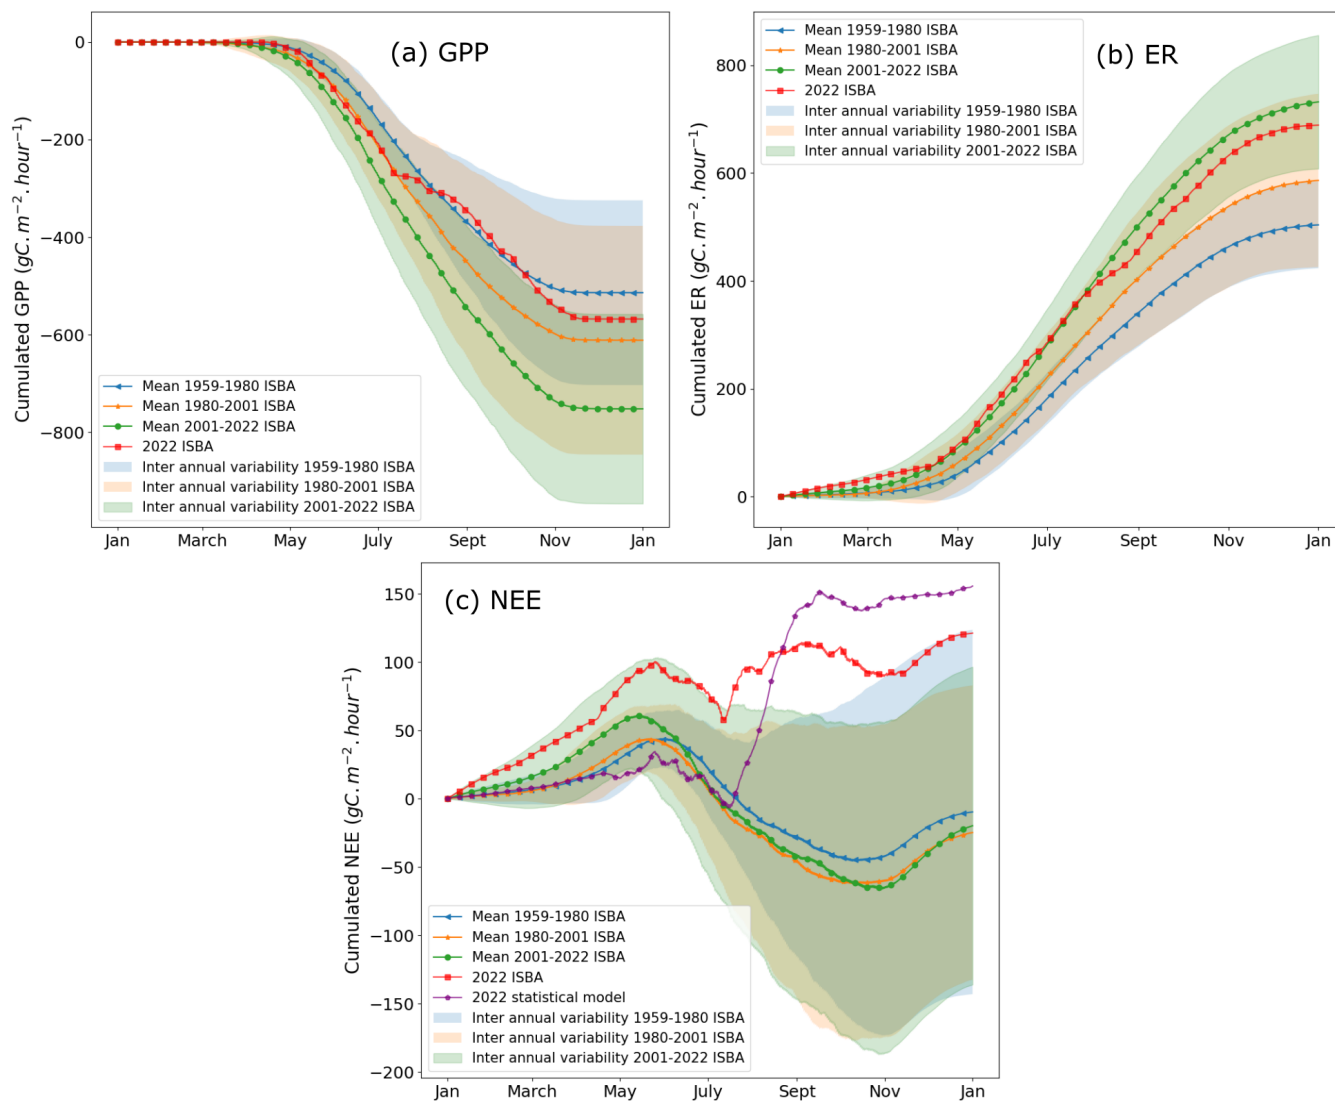 (a) GPP
Cumulated GPP (gC. m⁻². hour⁻¹)
0
−200
−400
−600
−800
Mean 1959-1980 ISBA
Mean 1980-2001 ISBA
Mean 2001-2022 ISBA
2022 ISBA
Inter annual variability 1959-1980 ISBA
Inter annual variability 1980-2001 ISBA
Inter annual variability 2001-2022 ISBA
Jan March May July Sept Nov Jan
(b) ER
Cumulated ER (gC. m⁻². hour⁻¹)
800
600
400
200
0
Mean 1959-1980 ISBA
Mean 1980-2001 ISBA
Mean 2001-2022 ISBA
2022 ISBA
Inter annual variability 1959-1980 ISBA
Inter annual variability 1980-2001 ISBA
Inter annual variability 2001-2022 ISBA
Jan March May July Sept Nov Jan
(c) NEE
Cumulated NEE (gC. m⁻². hour⁻¹)
150
100
50
0
−50
−100
−150
−200
Mean 1959-1980 ISBA
Mean 1980-2001 ISBA
Mean 2001-2022 ISBA
2022 ISBA
2022 statistical model
Inter annual variability 1959-1980 ISBA
Inter annual variability 1980-2001 ISBA
Inter annual variability 2001-2022 ISBA
Jan March May July Sept Nov Jan